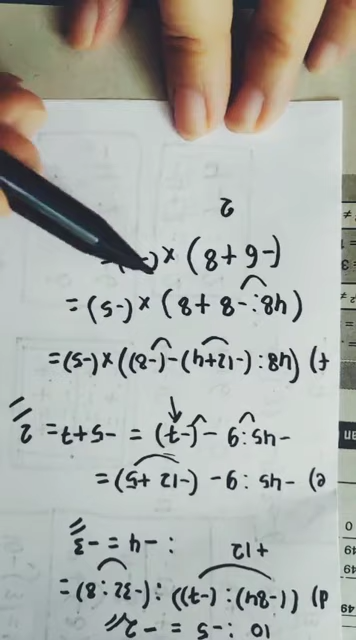 10 : -5 = -2
d) ((-84) : (-7)) : (-32 : 8) =
+12 : -4 = -3
e) -45 : 9 - (-12 + 5) =
-45 : 9 - (-7) = -5 + 7 = 2
f) (48 : (-12 + 4) - (-8)) × (-5) =
(48 : -8 + 8) × (-5) =
(-6 + 8) × (-
2